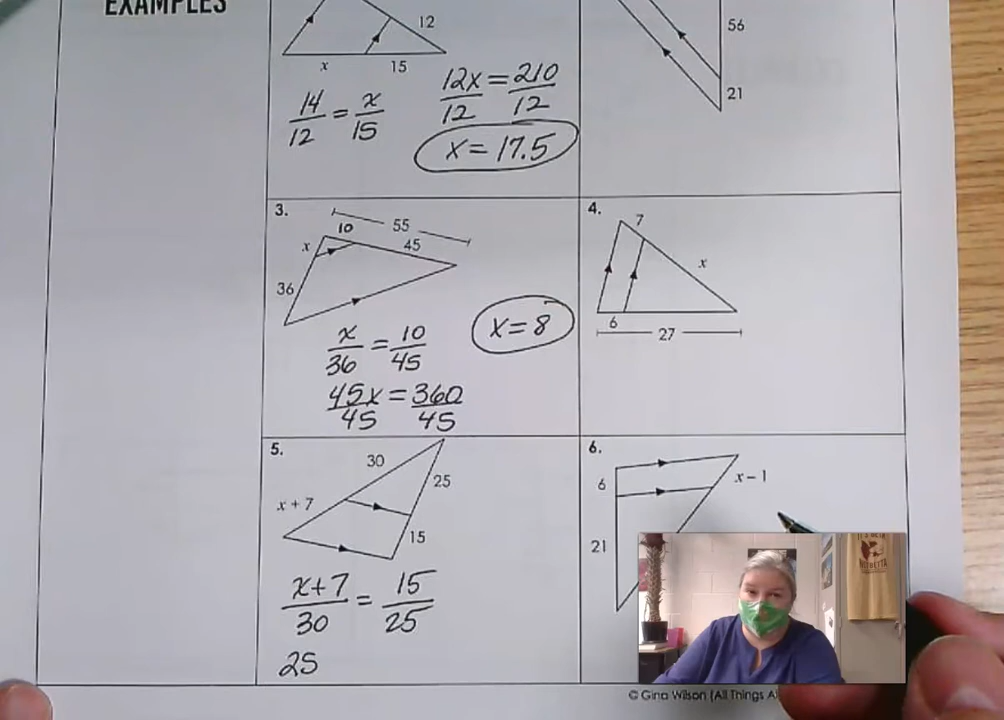 EXAMPLES
12
x
15
14/12 = x/15
12x/12 = 210/12
x = 17.5
56
21
3.
10
55
x
45
36
x/36 = 10/45
x = 8
45x/45 = 360/45
4.
7
x
6
27
5.
30
25
x + 7
15
x+7/30 = 15/25
25
6.
6
x – 1
21
© Gina Wilson (All Things